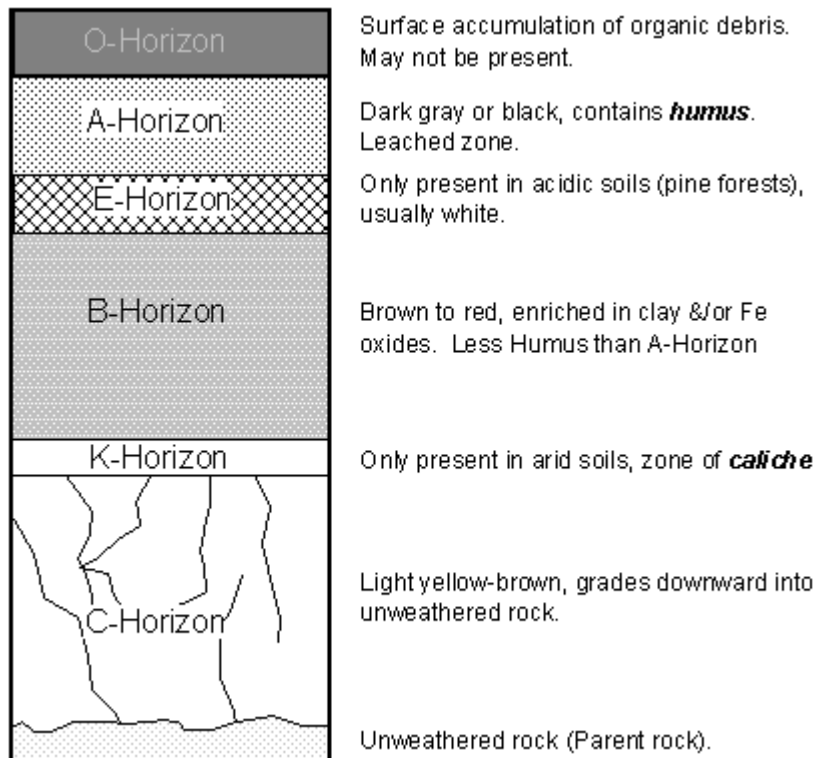 O-Horizon
Surface accumulation of organic debris.
May not be present.
A-Horizon
Dark gray or black, contains humus.
Leached zone.
E-Horizon
Only present in acidic soils (pine forests),
usually white.
B-Horizon
Brown to red, enriched in clay &/or Fe
oxides. Less Humus than A-Horizon
K-Horizon
Only present in arid soils, zone of caliche
C-Horizon
Light yellow-brown, grades downward into
unweathered rock.
Unweathered rock (Parent rock).